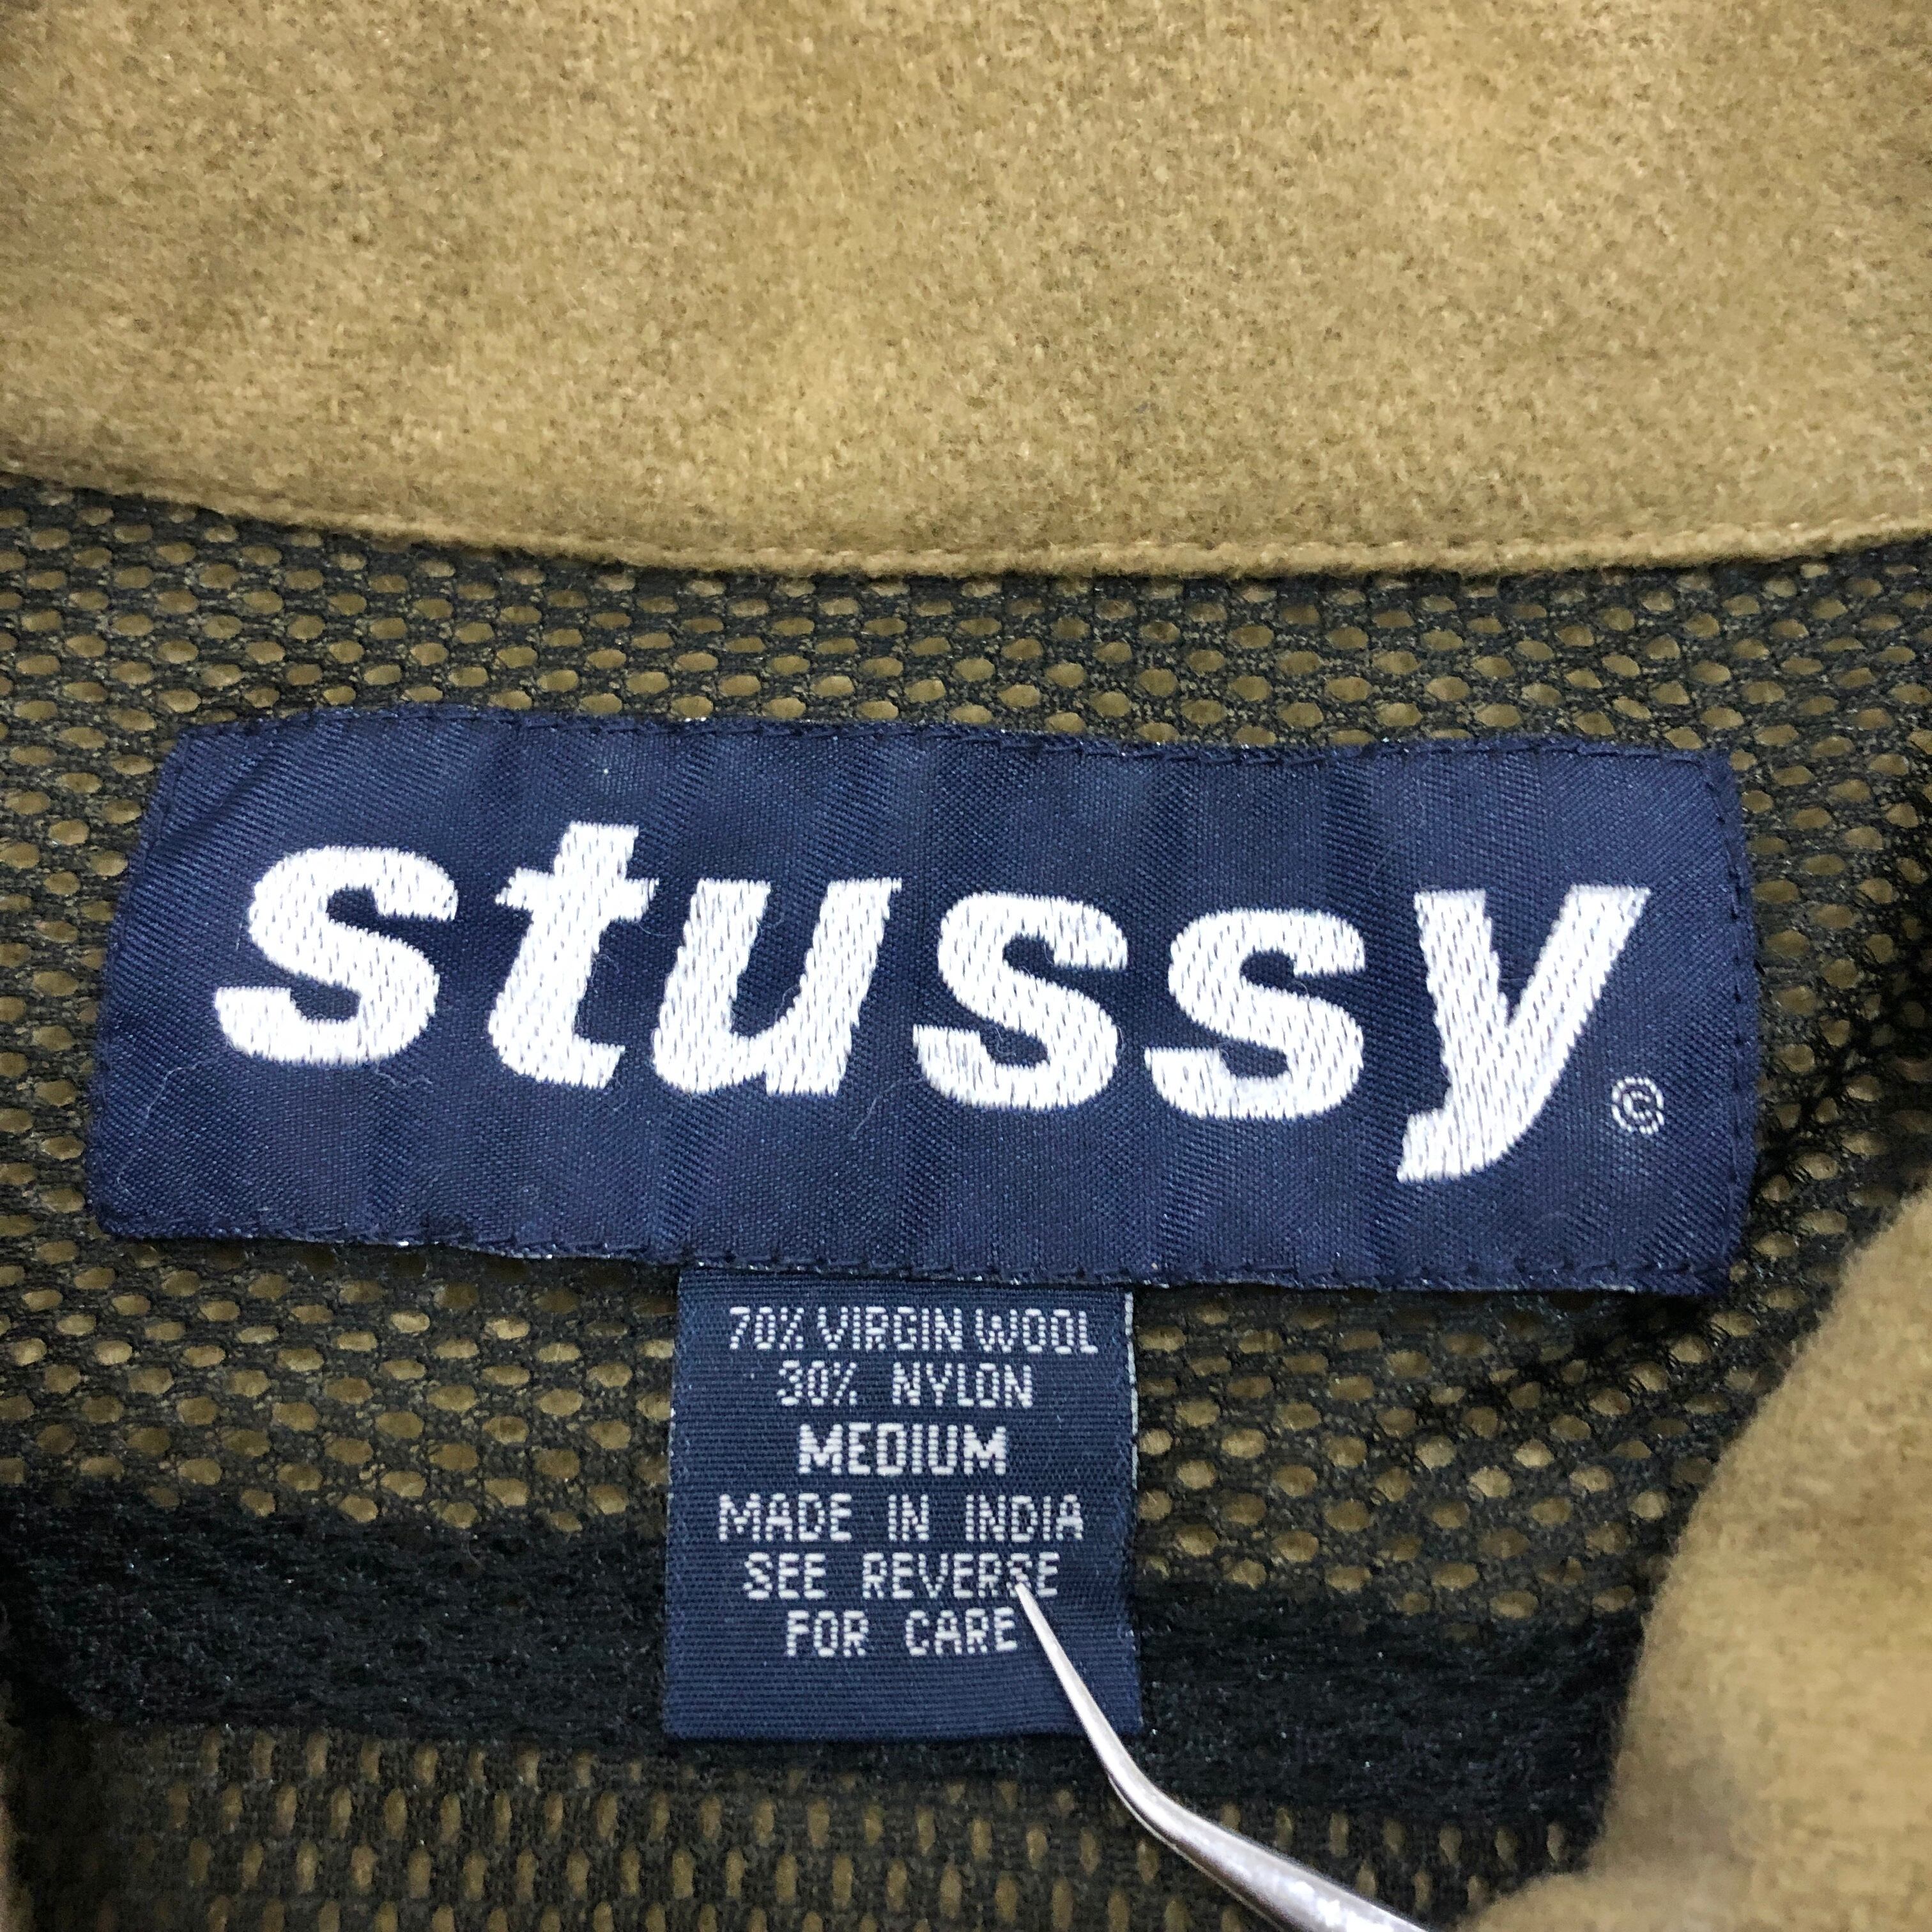 stussy ©
70% VIRGIN WOOL
30% NYLON
MEDIUM
MADE IN INDIA
SEE REVERSE
FOR CARE